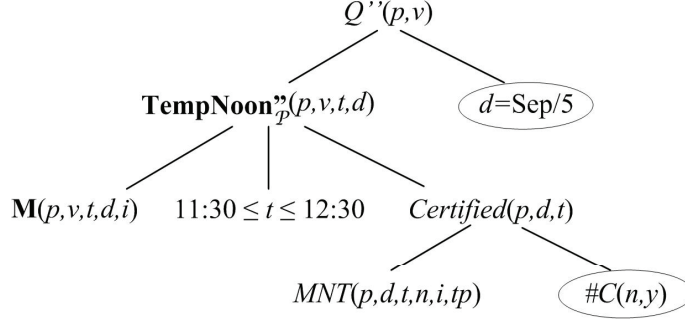 Q’’(p,v)
TempNoon”𝒫(p,v,t,d) d=Sep/5
M(p,v,t,d,i) 11:30 ≤ t ≤ 12:30 Certified(p,d,t)
MNT(p,d,t,n,i,tp) #C(n,y)